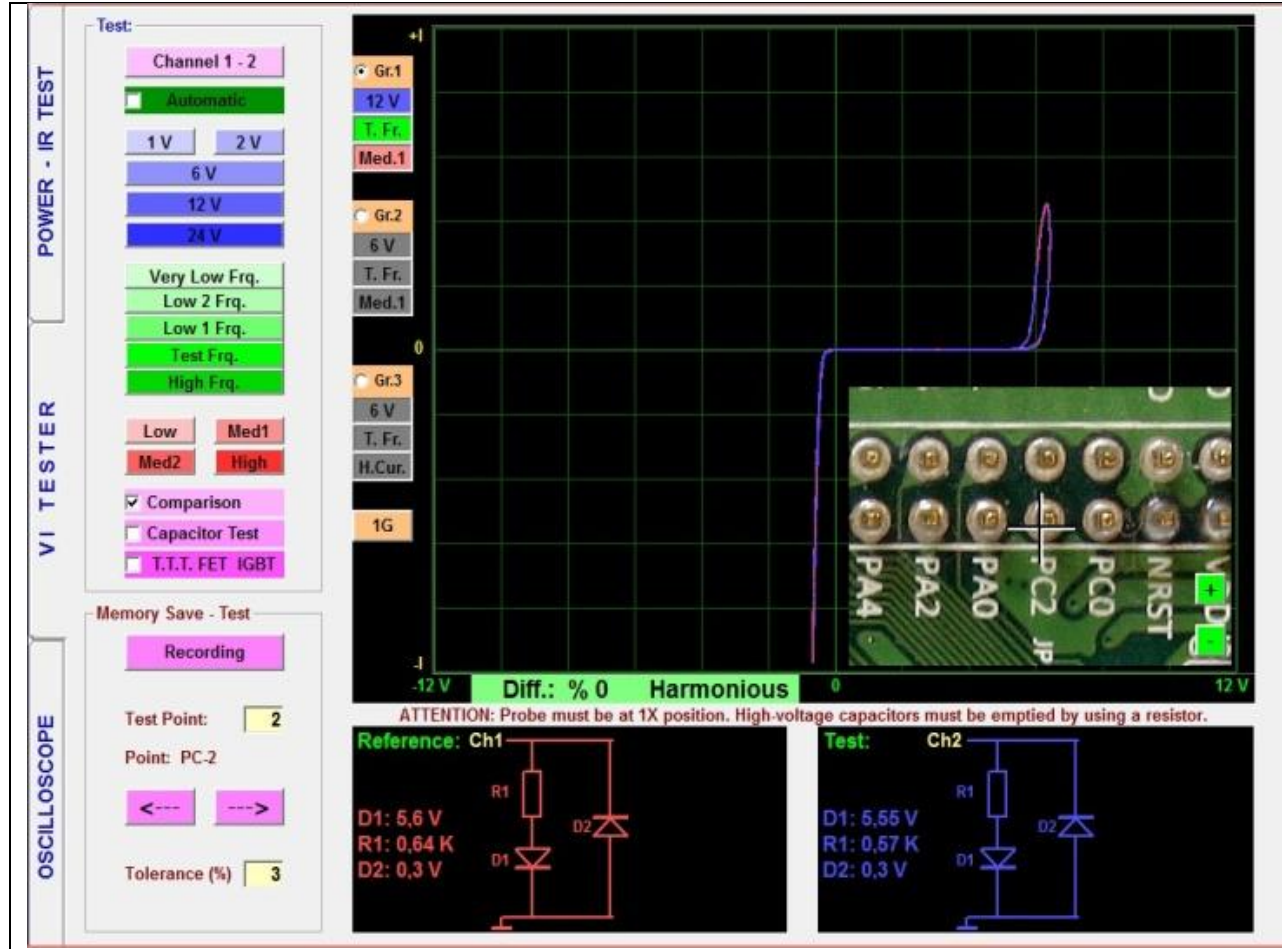 POWER - IR TEST
VI TESTER
OSCILLOSCOPE
Test:
Channel 1 - 2
Automatic
1 V
2 V
6 V
12 V
24 V
Very Low Frq.
Low 2 Frq.
Low 1 Frq.
Test Frq.
High Frq.
Low
Med1
Med2
High
Comparison
Capacitor Test
T.T.T. FET IGBT
Memory Save - Test
Recording
Test Point: 2
Point: PC-2
<---
--->
Tolerance (%) 3
+I
Gr.1
12 V
T. Fr.
Med.1
Gr.2
6 V
T. Fr.
Med.1
0
Gr.3
6 V
T. Fr.
H.Cur.
1G
-I
PA4
PA2
PA0
PC2
JP
PC0
NRST
+
-
-12 V
Diff.: % 0 Harmonious
0
12 V
ATTENTION: Probe must be at 1X position. High-voltage capacitors must be emptied by using a resistor.
Reference: Ch1
R1
D2
D1: 5,6 V
R1: 0,64 K
D2: 0,3 V
D1
Test: Ch2
R1
D2
D1: 5,55 V
R1: 0,57 K
D2: 0,3 V
D1